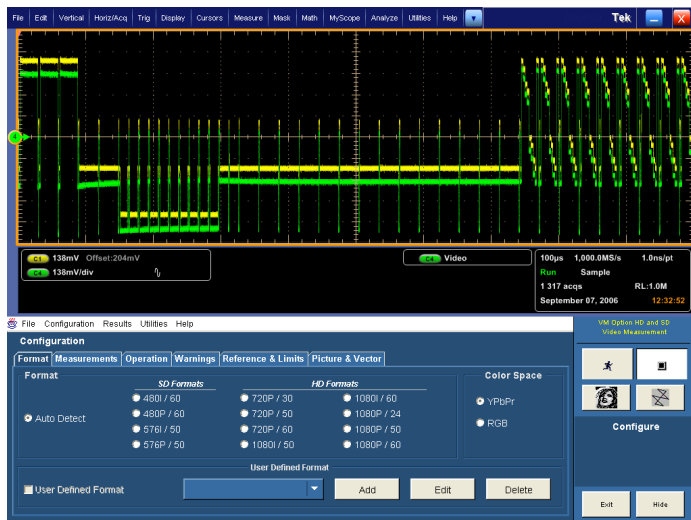 File Edit Vertical Horiz/Acq Trig Display Cursors Measure Mask Math MyScope Analyze Utilities Help Tek X
C1 138mV Offset:204mV
C4 138mV/div
C4 Video
100µs 1,000.0MS/s 1.0ns/pt
Run Sample
1 317 acqs RL:1.0M
September 07, 2006 12:32:52
File Configuration Results Utilities Help
Configuration
Format Measurements Operation Warnings Reference & Limits Picture & Vector
Format
SD Formats HD Formats
Auto Detect
480I / 60 720P / 30 1080I / 60
480P / 60 720P / 50 1080P / 24
576I / 50 720P / 60 1080P / 50
576P / 50 1080I / 50 1080P / 60
Color Space
YPbPr
RGB
User Defined Format
User Defined Format Add Edit Delete
VM Option HD and SD
Video Measurement
Configure
Exit Hide